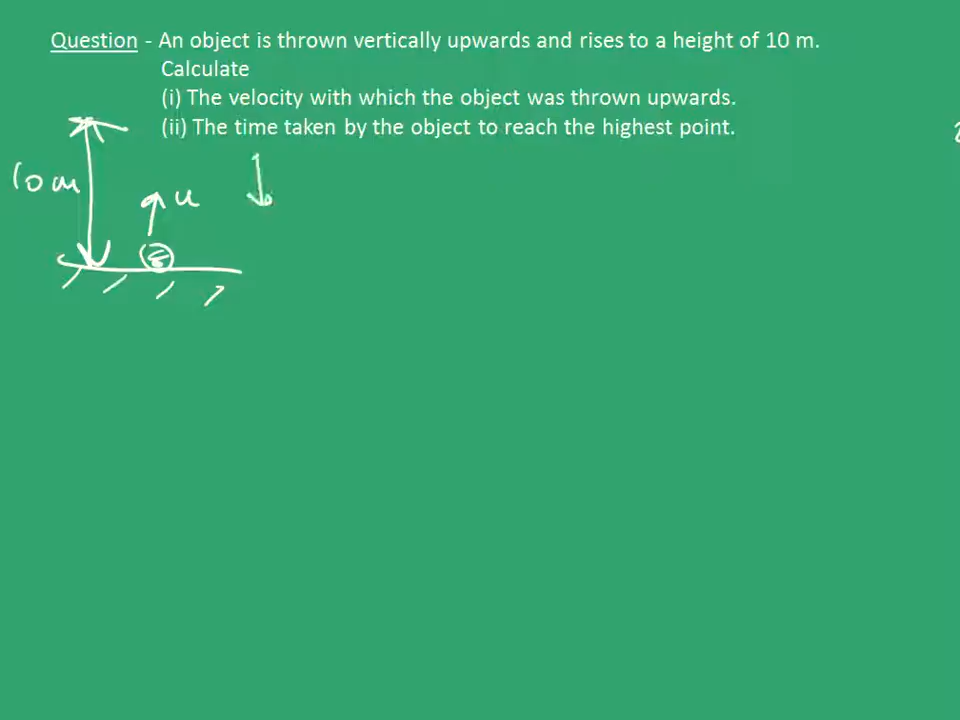 Question - An object is thrown vertically upwards and rises to a height of 10 m.
Calculate
(i) The velocity with which the object was thrown upwards.
(ii) The time taken by the object to reach the highest point.
10 m
u